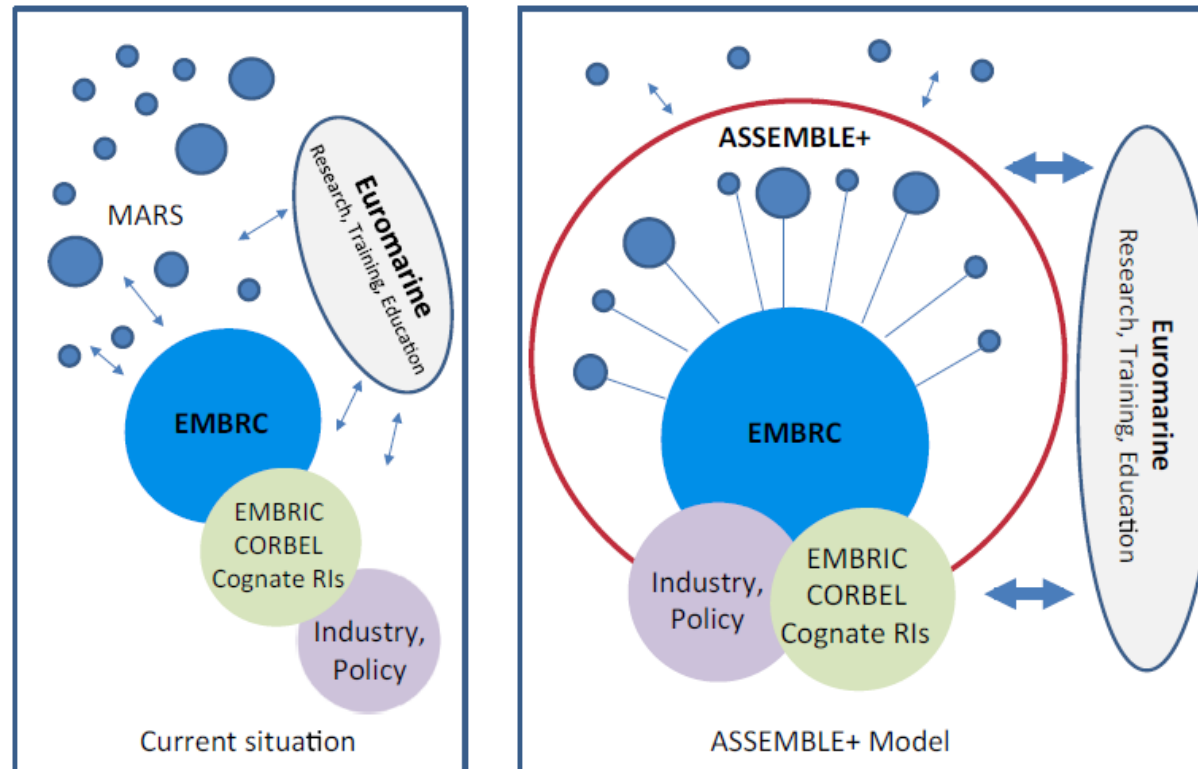 MARS
Euromarine
Research, Training, Education
EMBRC
EMBRIC
CORBEL
Cognate RIs
Industry,
Policy
Current situation
ASSEMBLE+
EMBRC
Industry,
Policy
EMBRIC
CORBEL
Cognate RIs
Euromarine
Research, Training, Education
ASSEMBLE+ Model